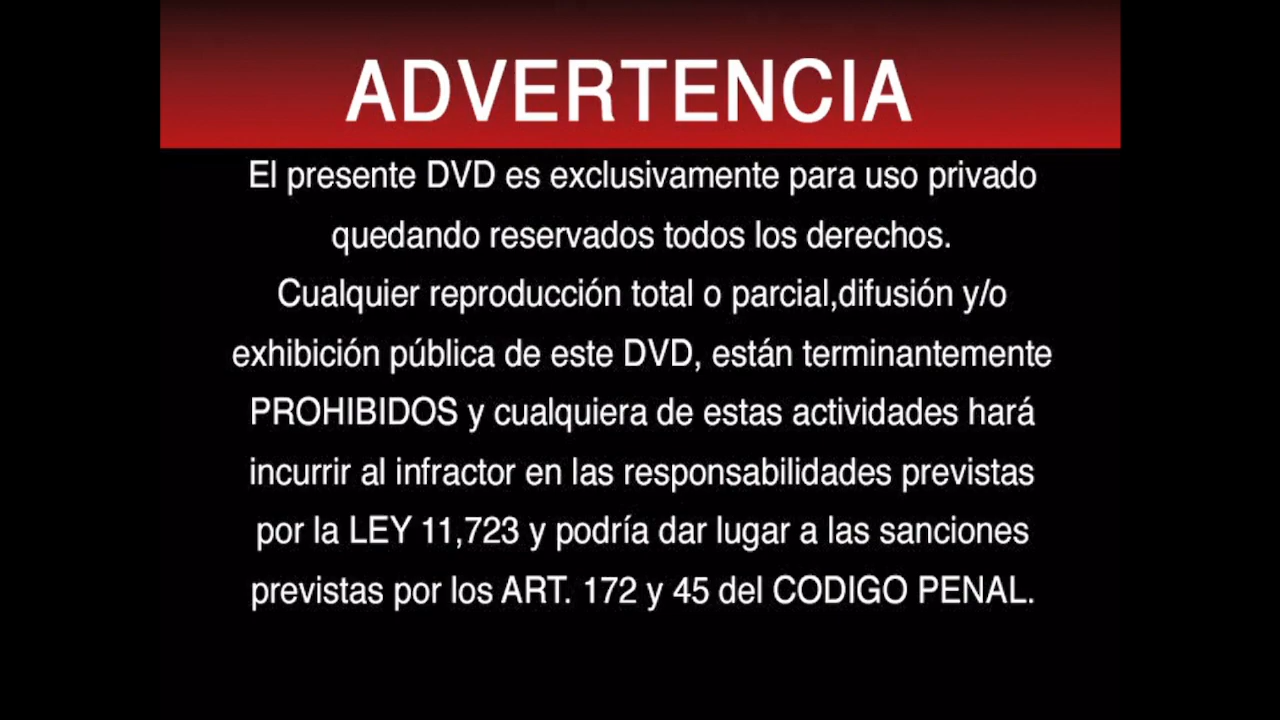 ADVERTENCIA
El presente DVD es exclusivamente para uso privado
quedando reservados todos los derechos.
Cualquier reproducción total o parcial,difusión y/o
exhibición pública de este DVD, están terminantemente
PROHIBIDOS y cualquiera de estas actividades hará
incurrir al infractor en las responsabilidades previstas
por la LEY 11,723 y podría dar lugar a las sanciones
previstas por los ART. 172 y 45 del CODIGO PENAL.